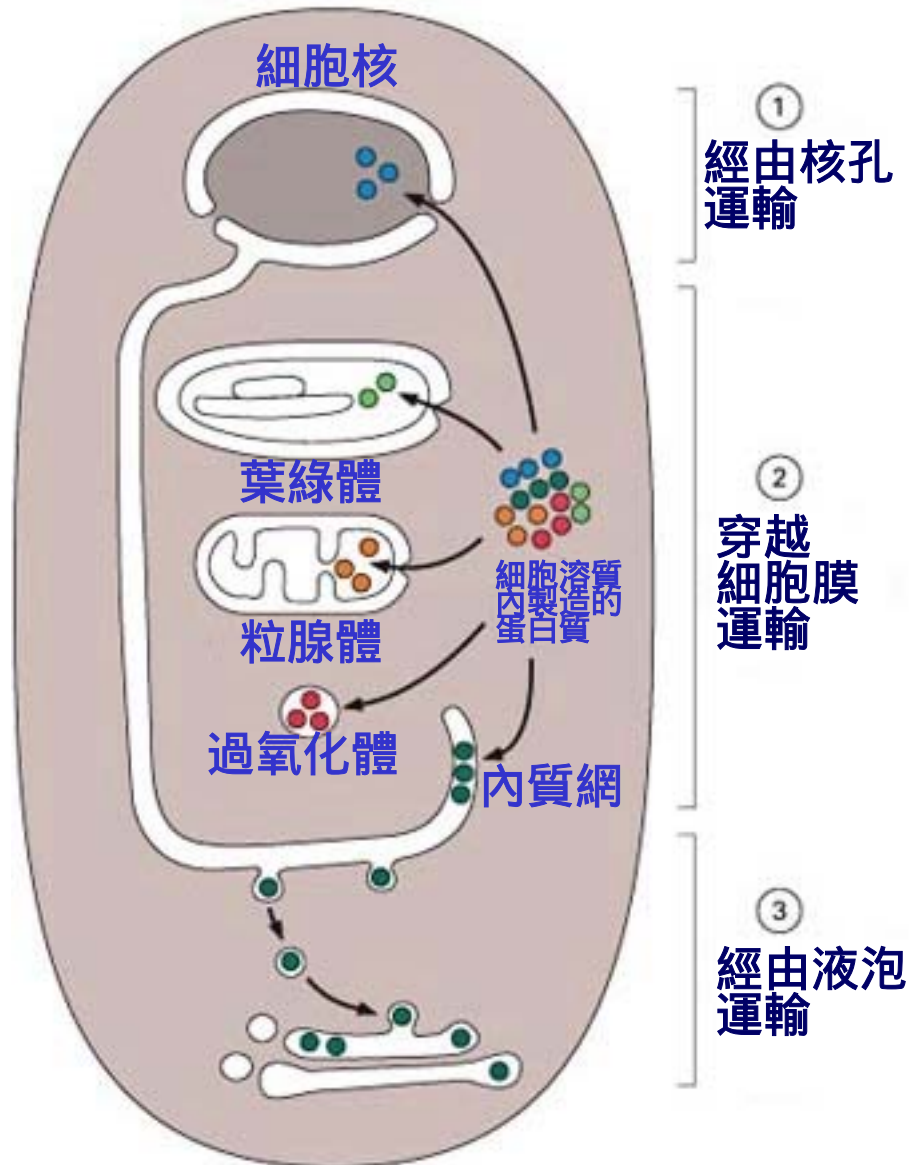 細胞核
①
經由核孔
運輸
葉綠體
②
穿越
細胞膜
運輸
細胞溶質
內製造的
蛋白質
粒腺體
過氧化體
內質網
③
經由液泡
運輸